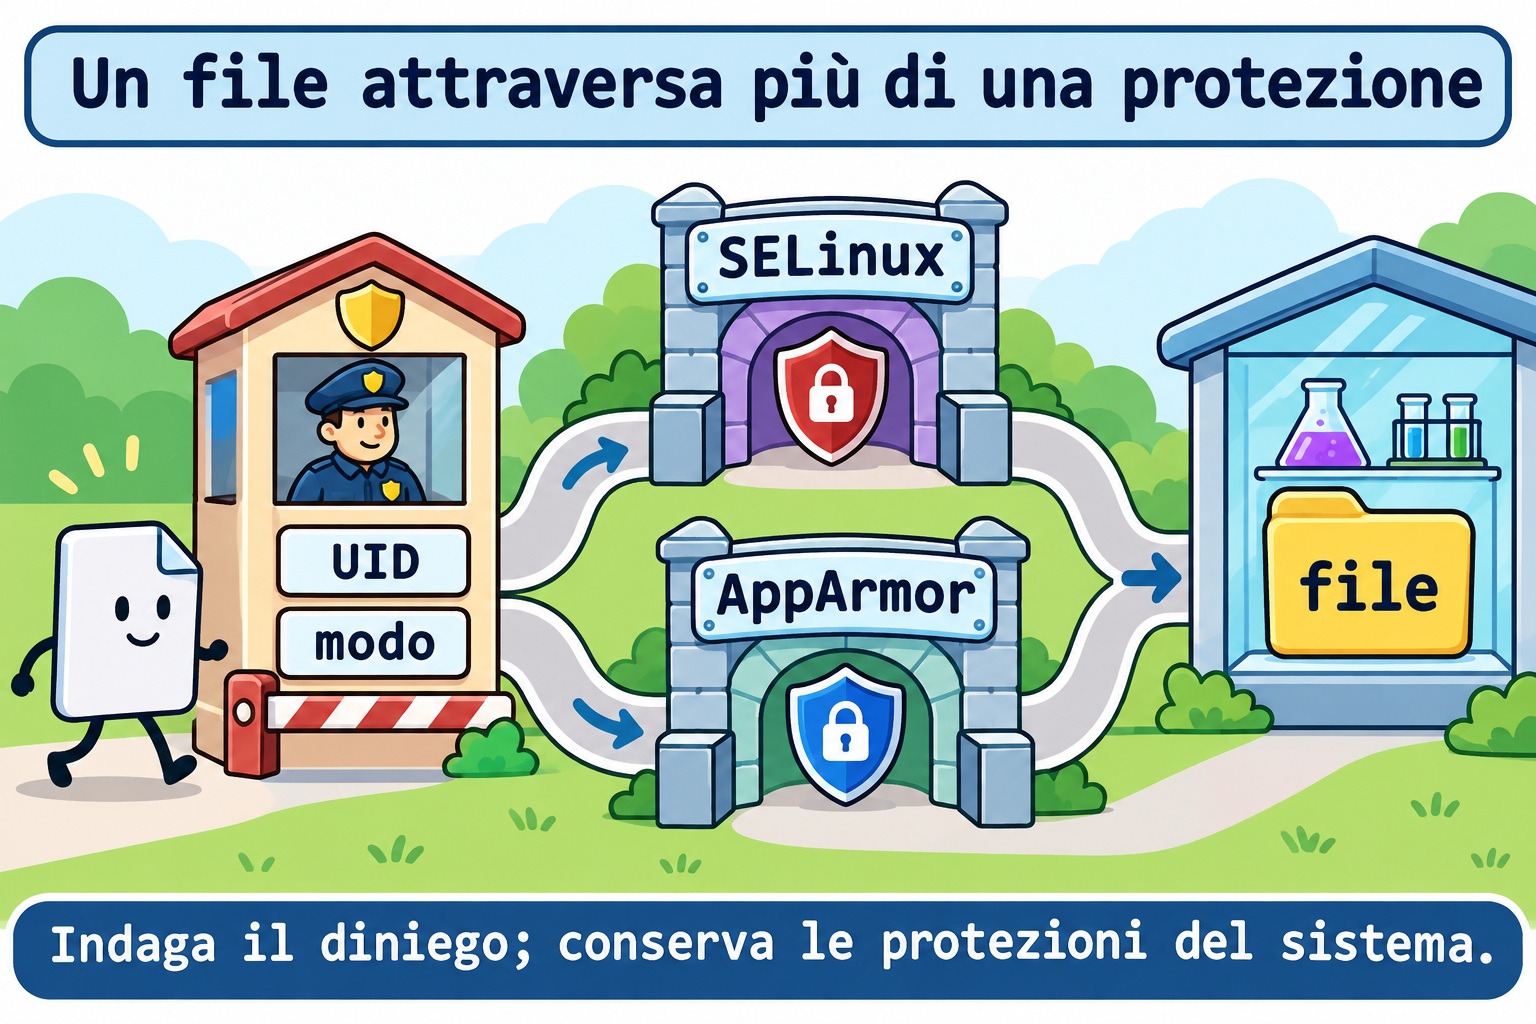 Un file attraversa più di una protezione
SELinux
UID
modo
AppArmor
file
Indaga il diniego; conserva le protezioni del sistema.